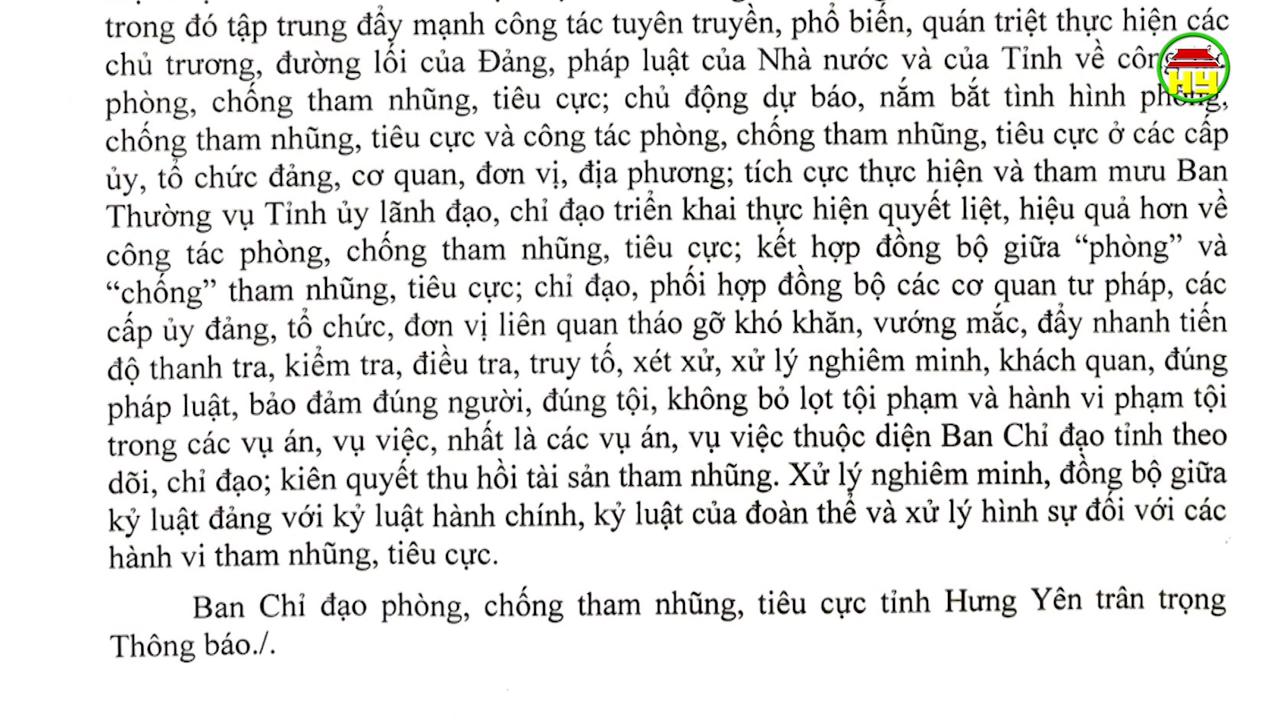 trong đó tập trung đẩy mạnh công tác tuyên truyền, phổ biến, quán triệt thực hiện các
chủ trương, đường lối của Đảng, pháp luật của Nhà nước và của Tỉnh về
phòng, chống tham nhũng, tiêu cực; chủ động dự báo, nắm bắt tình hình phòng,
chống tham nhũng, tiêu cực và công tác phòng, chống tham nhũng, tiêu cực ở các cấp
ủy, tổ chức đảng, cơ quan, đơn vị, địa phương; tích cực thực hiện và tham mưu Ban
Thường vụ Tỉnh ủy lãnh đạo, chỉ đạo triển khai thực hiện quyết liệt, hiệu quả hơn về
công tác phòng, chống tham nhũng, tiêu cực; kết hợp đồng bộ giữa “phòng” và
“chống” tham nhũng, tiêu cực; chỉ đạo, phối hợp đồng bộ các cơ quan tư pháp, các
cấp ủy đảng, tổ chức, đơn vị liên quan tháo gỡ khó khăn, vướng mắc, đẩy nhanh tiến
độ thanh tra, kiểm tra, điều tra, truy tố, xét xử, xử lý nghiêm minh, khách quan, đúng
pháp luật, bảo đảm đúng người, đúng tội, không bỏ lọt tội phạm và hành vi phạm tội
trong các vụ án, vụ việc, nhất là các vụ án, vụ việc thuộc diện Ban Chỉ đạo tỉnh theo
dõi, chỉ đạo; kiên quyết thu hồi tài sản tham nhũng. Xử lý nghiêm minh, đồng bộ giữa
kỷ luật đảng với kỷ luật hành chính, kỷ luật của đoàn thể và xử lý hình sự đối với các
hành vi tham nhũng, tiêu cực.
Ban Chỉ đạo phòng, chống tham nhũng, tiêu cực tỉnh Hưng Yên trân trọng
Thông báo./.
HY